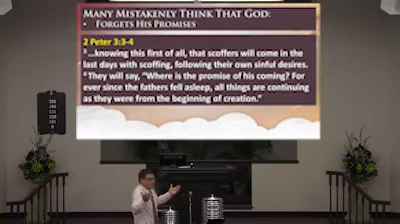 MANY MISTAKENLY THINK THAT GOD:
• FORGETS HIS PROMISES
2 Peter 3:3-4
3 ...knowing this first of all, that scoffers will come in the
last days with scoffing, following their own sinful desires.
4 They will say, “Where is the promise of his coming? For
ever since the fathers fell asleep, all things are continuing
as they were from the beginning of creation.”